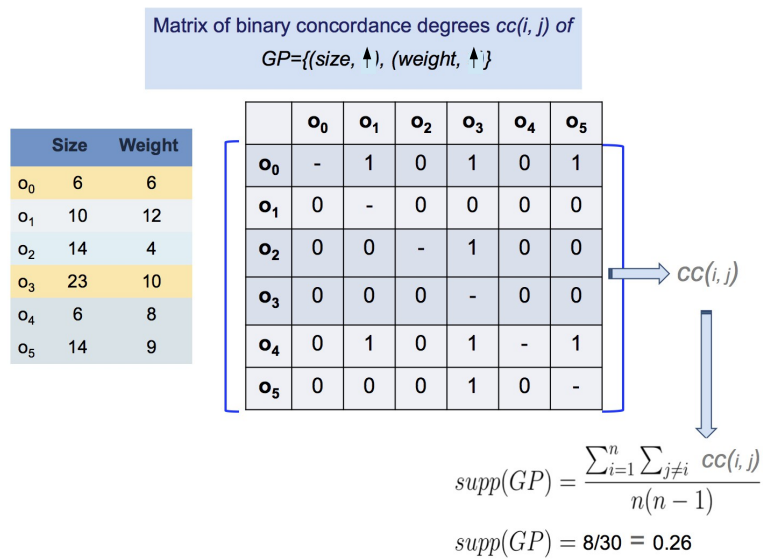 Matrix of binary concordance degrees cc(i, j) of
GP={(size, ↑), (weight, ↑)}
Size Weight
o₀ 6 6
o₁ 10 12
o₂ 14 4
o₃ 23 10
o₄ 6 8
o₅ 14 9
o₀ o₁ o₂ o₃ o₄ o₅
o₀ - 1 0 1 0 1
o₁ 0 - 0 0 0 0
o₂ 0 0 - 1 0 0
o₃ 0 0 0 - 0 0
o₄ 0 1 0 1 - 1
o₅ 0 0 0 1 0 -
cc(i, j)
supp(GP) = ∑ⁿᵢ₌₁ ∑ⱼ≠ᵢ cc(i, j) / n(n − 1)
supp(GP) = 8/30 = 0.26